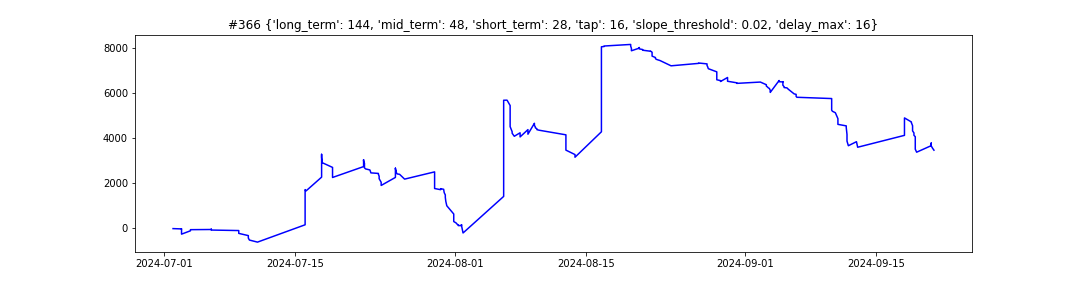 #366 {'long_term': 144, 'mid_term': 48, 'short_term': 28, 'tap': 16, 'slope_threshold': 0.02, 'delay_max': 16}
8000
6000
4000
2000
0
2024-07-01 2024-07-15 2024-08-01 2024-08-15 2024-09-01 2024-09-15